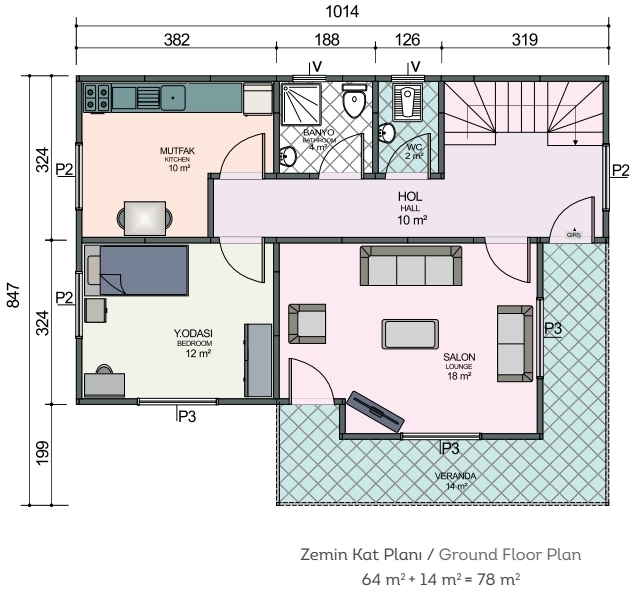 1014
382
188
126
319
V
V
847
324
324
199
MUTFAK
KITCHEN
10 m²
BANYO
BATHROOM
4 m²
WC
2 m²
P2
P2
HOL
HALL
10 m²
GİRİŞ
P2
Y.ODASI
BEDROOM
12 m²
P3
SALON
LOUNGE
18 m²
P3
P3
VERANDA
14 m²
Zemin Kat Planı / Ground Floor Plan
64 m² + 14 m² = 78 m²